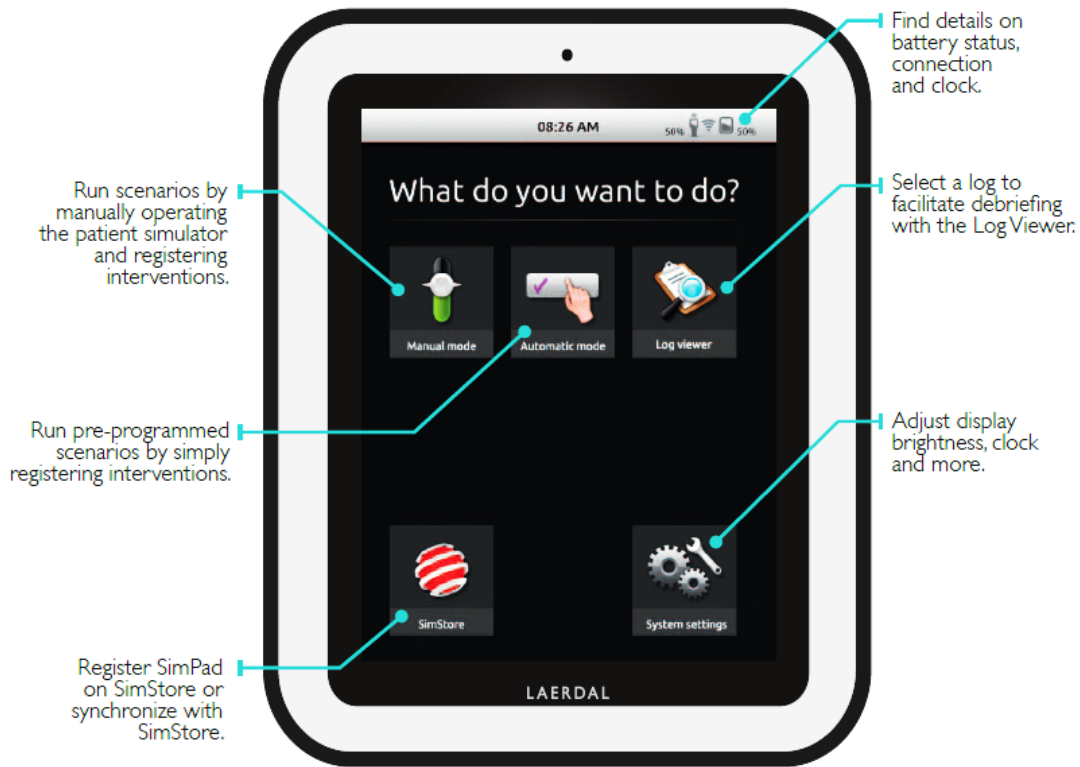 Find details on
battery status,
connection
and clock.
08:26 AM
50%
50%
What do you want to do?
Run scenarios by
manually operating
the patient simulator
and registering
interventions.
Select a log to
facilitate debriefing
with the Log Viewer.
Manual mode
Automatic mode
Log viewer
Run pre-programmed
scenarios by simply
registering interventions.
Adjust display
brightness, clock
and more.
SimStore
System settings
Register SimPad
on SimStore or
synchronize with
SimStore.
LAERDAL